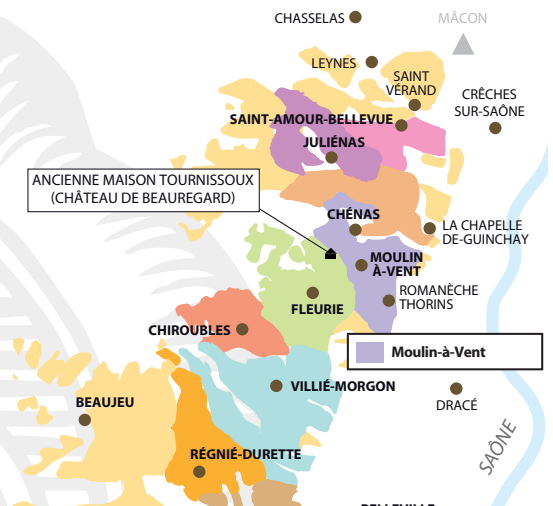 CHASSELAS
MÂCON
LEYNES
SAINT
VÉRAND
CRÊCHES
SUR-SAÔNE
SAINT-AMOUR-BELLEVUE
JULIÉNAS
ANCIENNE MAISON TOURNISSOUX
(CHÂTEAU DE BEAUREGARD)
CHÉNAS
LA CHAPELLE
DE-GUINCHAY
MOULIN
À-VENT
ROMANÈCHE
THORINS
FLEURIE
CHIROUBLES
Moulin-à-Vent
VILLIÉ-MORGON
BEAUJEU
DRACÉ
SAÔNE
RÉGNIÉ-DURETTE
BELLEVILLE